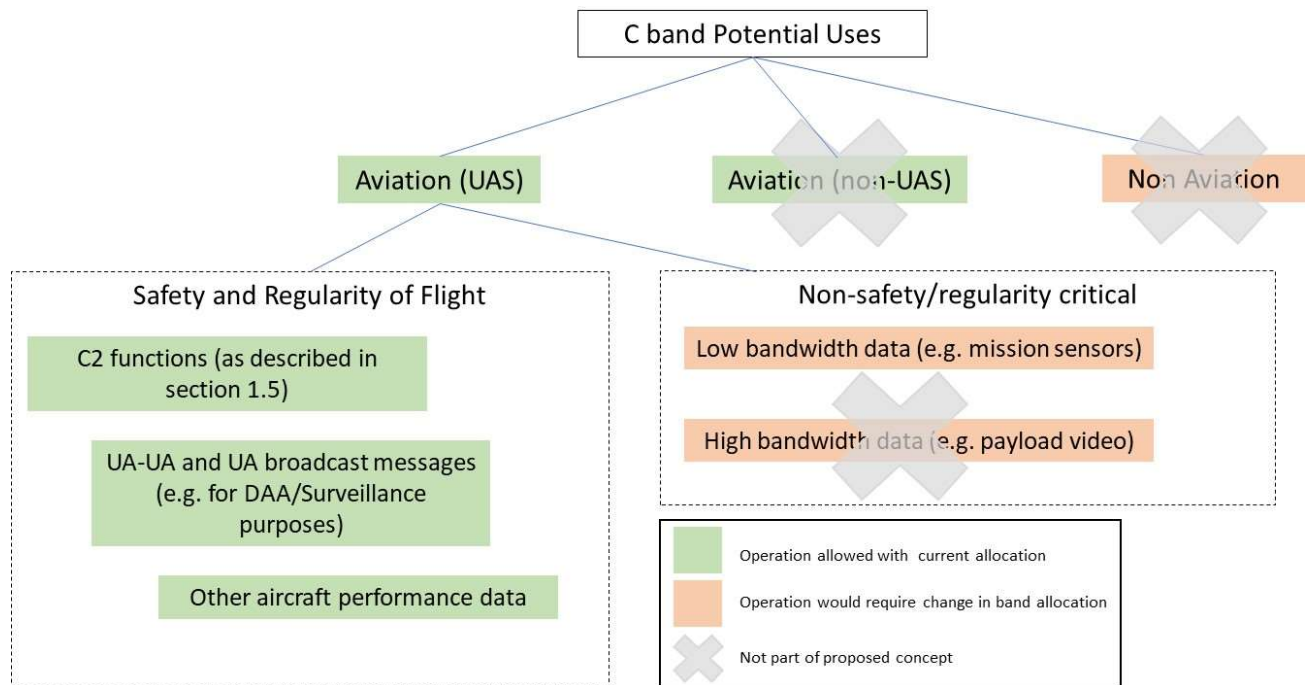 C band Potential Uses
Aviation (UAS)
Aviation (non-UAS)
Non Aviation
Safety and Regularity of Flight
C2 functions (as described in
section 1.5)
UA-UA and UA broadcast messages
(e.g. for DAA/Surveillance
purposes)
Other aircraft performance data
Non-safety/regularity critical
Low bandwidth data (e.g. mission sensors)
High bandwidth data (e.g. payload video)
Operation allowed with current allocation
Operation would require change in band allocation
Not part of proposed concept